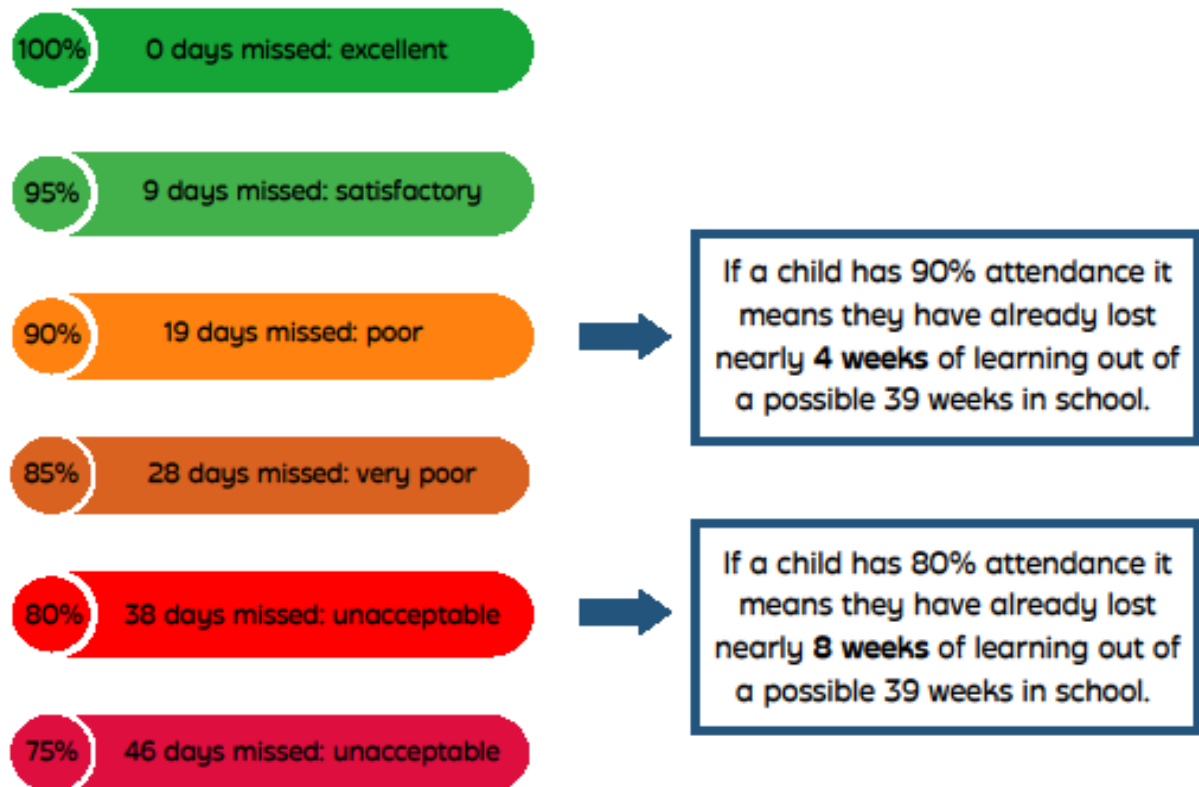 100% 0 days missed: excellent
95% 9 days missed: satisfactory
90% 19 days missed: poor
If a child has 90% attendance it
means they have already lost
nearly 4 weeks of learning out of
a possible 39 weeks in school.
85% 28 days missed: very poor
80% 38 days missed: unacceptable
If a child has 80% attendance it
means they have already lost
nearly 8 weeks of learning out of
a possible 39 weeks in school.
75% 46 days missed: unacceptable